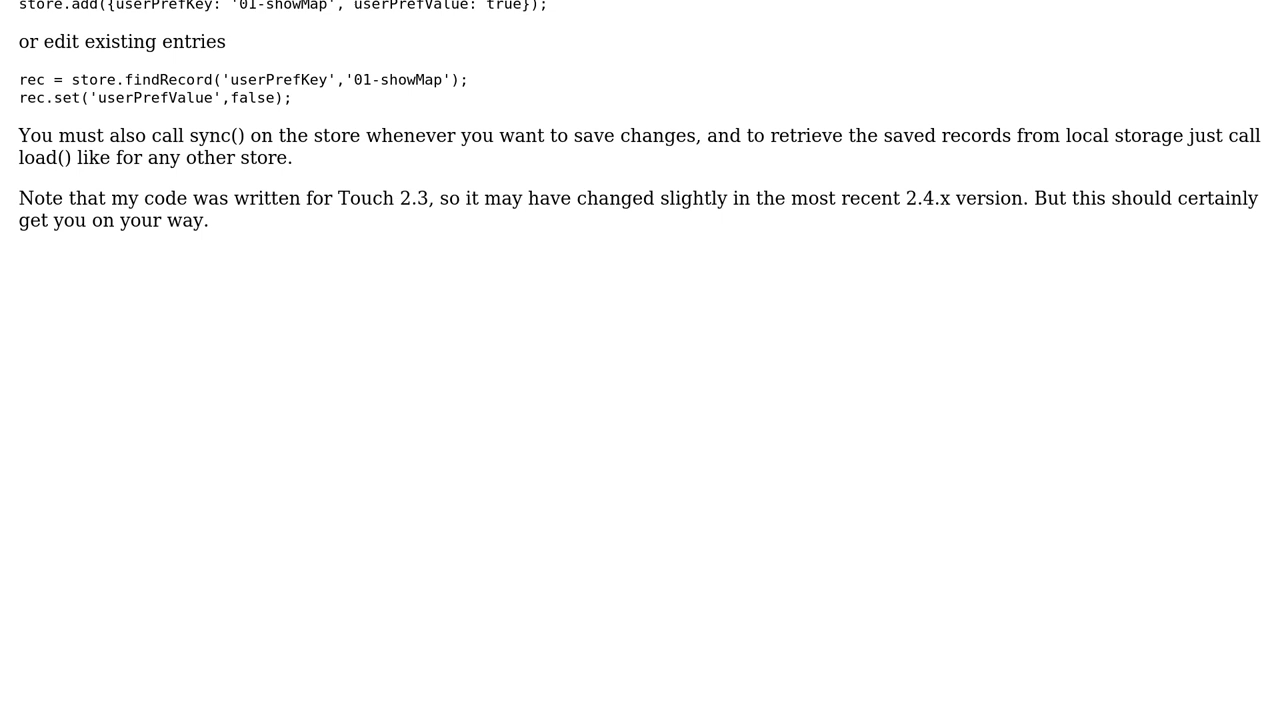 store.add({userPrefKey: '01-showMap', userPrefValue: true});
or edit existing entries
rec = store.findRecord('userPrefKey','01-showMap');
rec.set('userPrefValue',false);
You must also call sync() on the store whenever you want to save changes, and to retrieve the saved records from local storage just call
load() like for any other store.
Note that my code was written for Touch 2.3, so it may have changed slightly in the most recent 2.4.x version. But this should certainly
get you on your way.